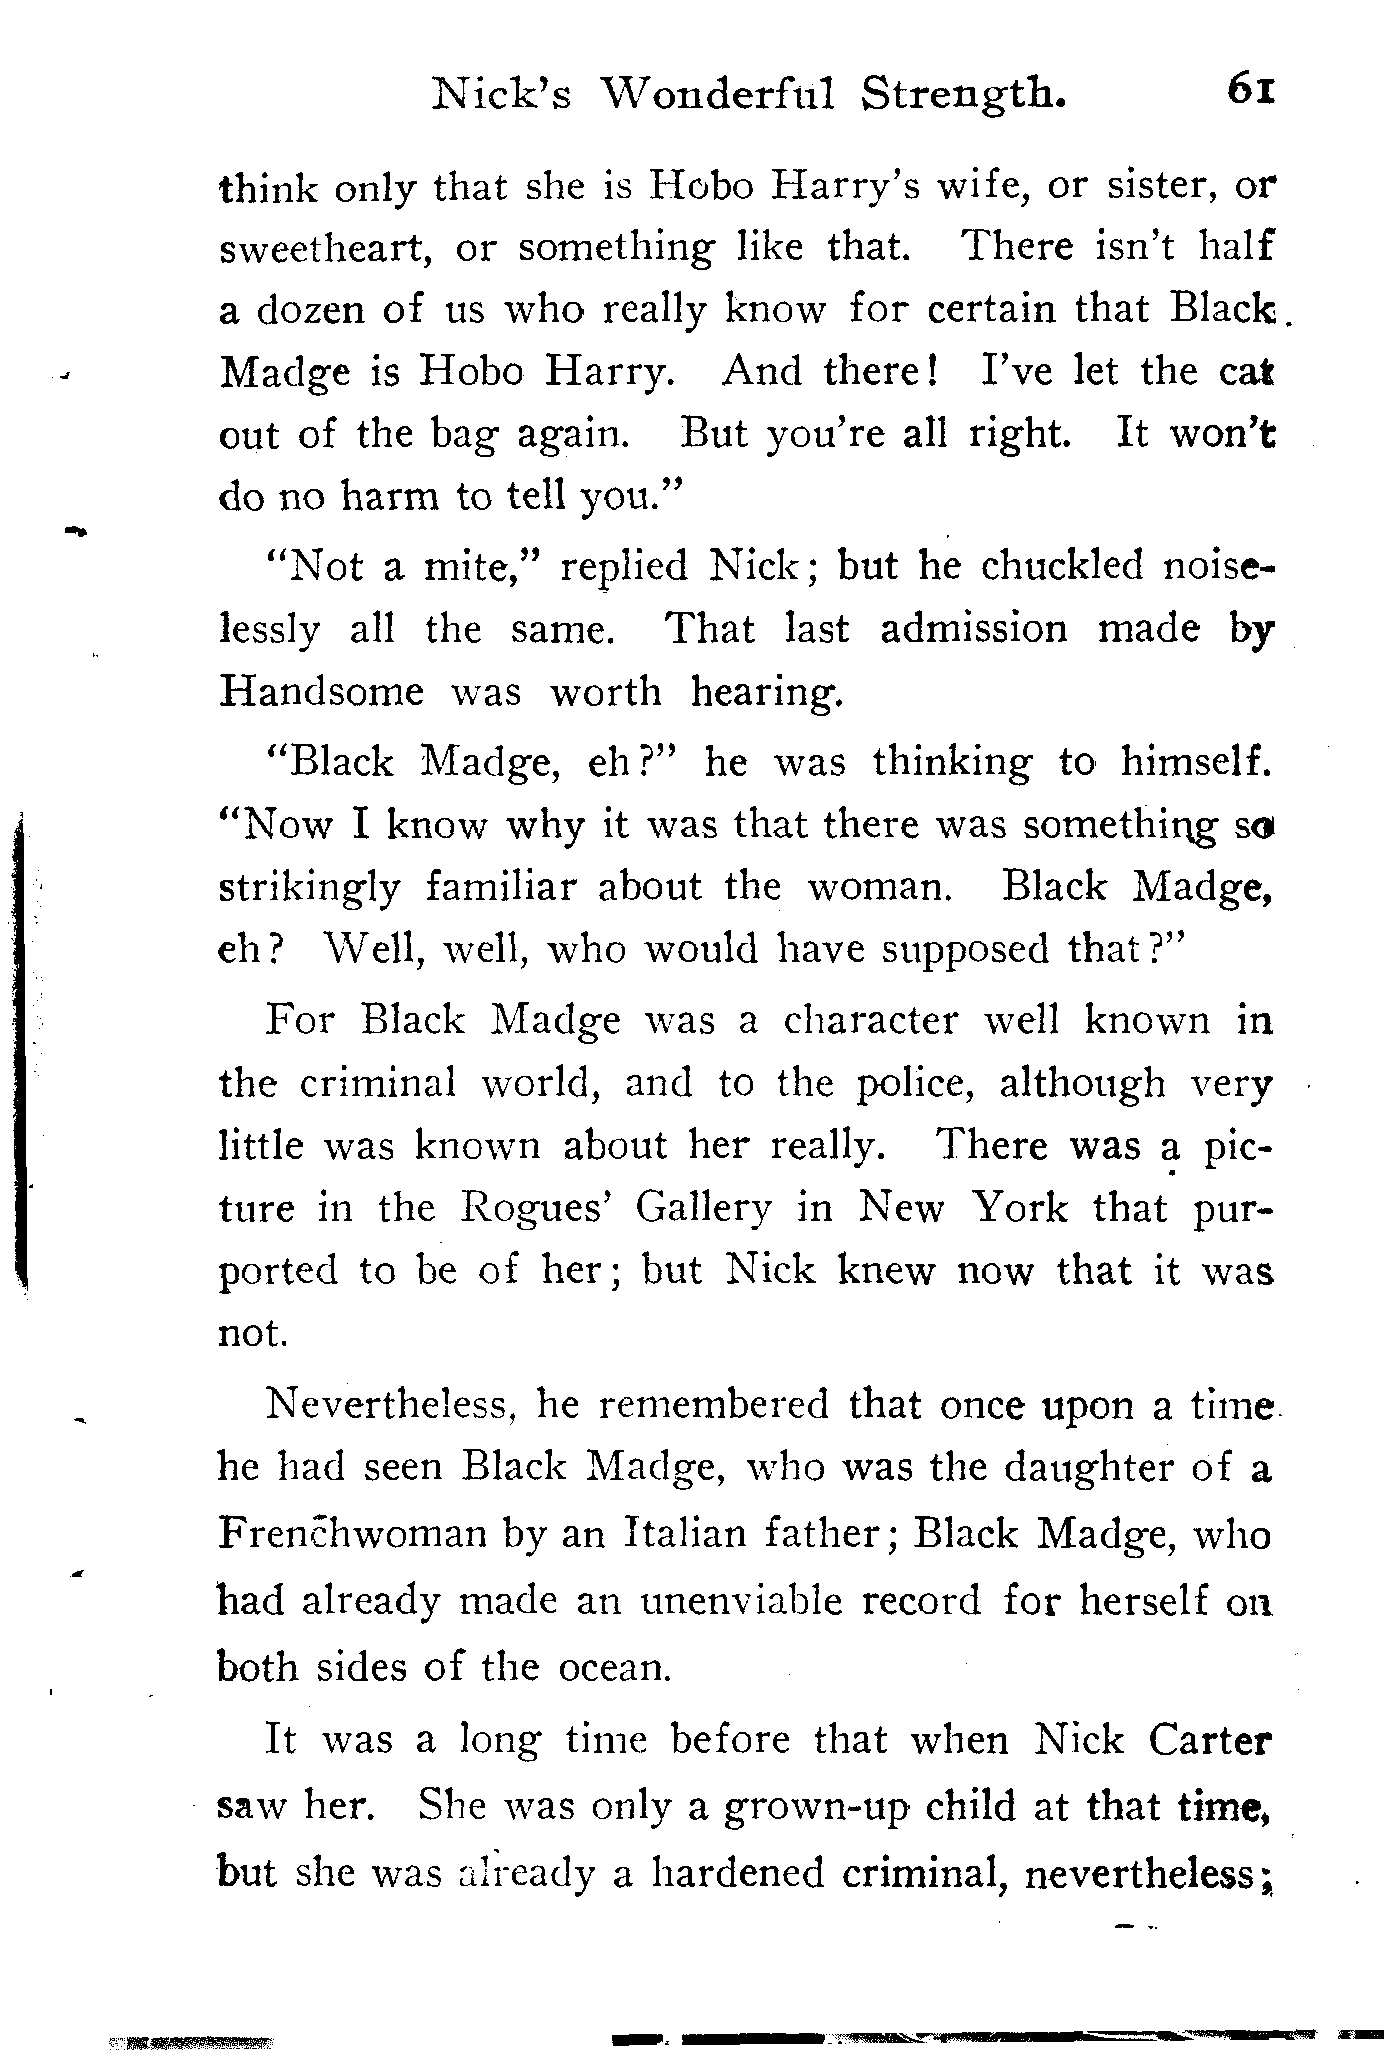 Nick's Wonderful Strength. 61
think only that she is Hobo Harry's wife, or sister, or
sweetheart, or something like that. There isn't half
a dozen of us who really know for certain that Black
Madge is Hobo Harry. And there! I've let the cat
out of the bag again. But you're all right. It won't
do no harm to tell you."
"Not a mite," replied Nick; but he chuckled noise-
lessly all the same. That last admission made by
Handsome was worth hearing.
"Black Madge, eh?" he was thinking to himself.
"Now I know why it was that there was something so
strikingly familiar about the woman. Black Madge,
eh? Well, well, who would have supposed that?"
For Black Madge was a character well known in
the criminal world, and to the police, although very
little was known about her really. There was a pic-
ture in the Rogues' Gallery in New York that pur-
ported to be of her; but Nick knew now that it was
not.
Nevertheless, he remembered that once upon a time
he had seen Black Madge, who was the daughter of a
Frenchwoman by an Italian father; Black Madge, who
had already made an unenviable record for herself on
both sides of the ocean.
It was a long time before that when Nick Carter
saw her. She was only a grown-up child at that time,
but she was already a hardened criminal, nevertheless;